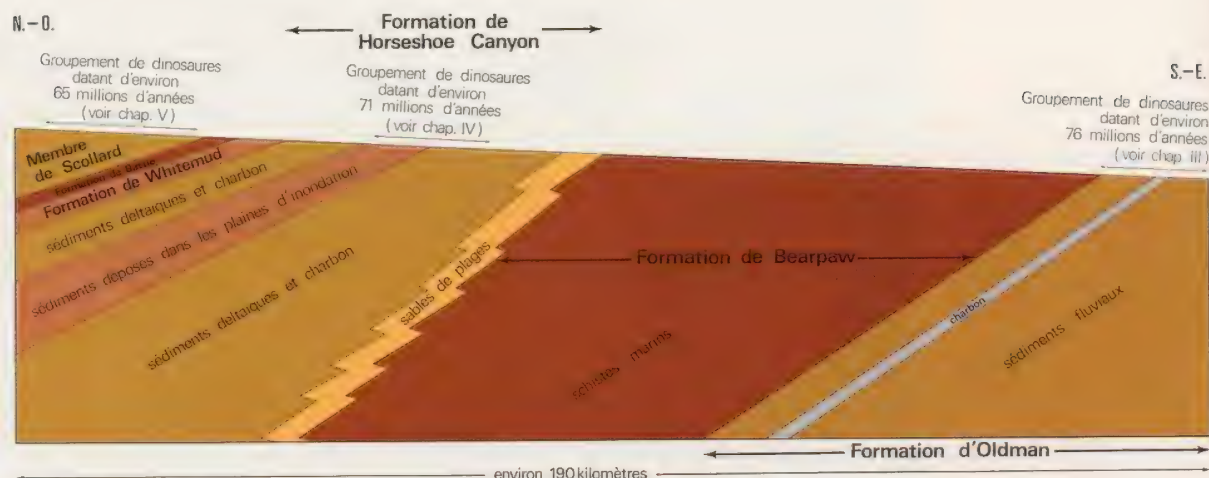 N.-O.
Formation de
Horseshoe Canyon
S.-E.
Groupement de dinosaures
datant d'environ
65 millions d'années
(voir chap. V)
Groupement de dinosaures
datant d'environ
71 millions d'années
(voir chap. IV)
Groupement de dinosaures
datant d'environ
76 millions d'années
(voir chap. III)
Membre
de Scollard
Formation de
Formation de Whitemud
sédiments deltaïques et charbon
sédiments déposés dans les plaines d'inondation
sédiments deltaïques et charbon
sables de plages
Formation de Bearpaw
schistes marins
charbon
sédiments fluviaux
Formation d'Oldman
environ 190 kilomètres